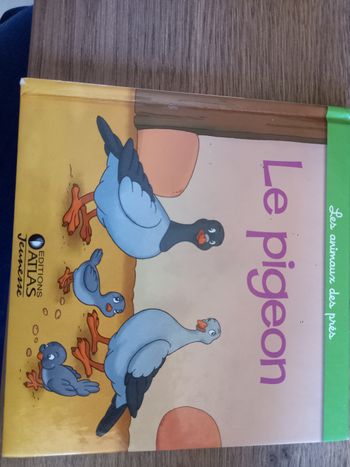 Les animaux des prés
Le pigeon
EDITIONS
ATLAS
Jeunesse